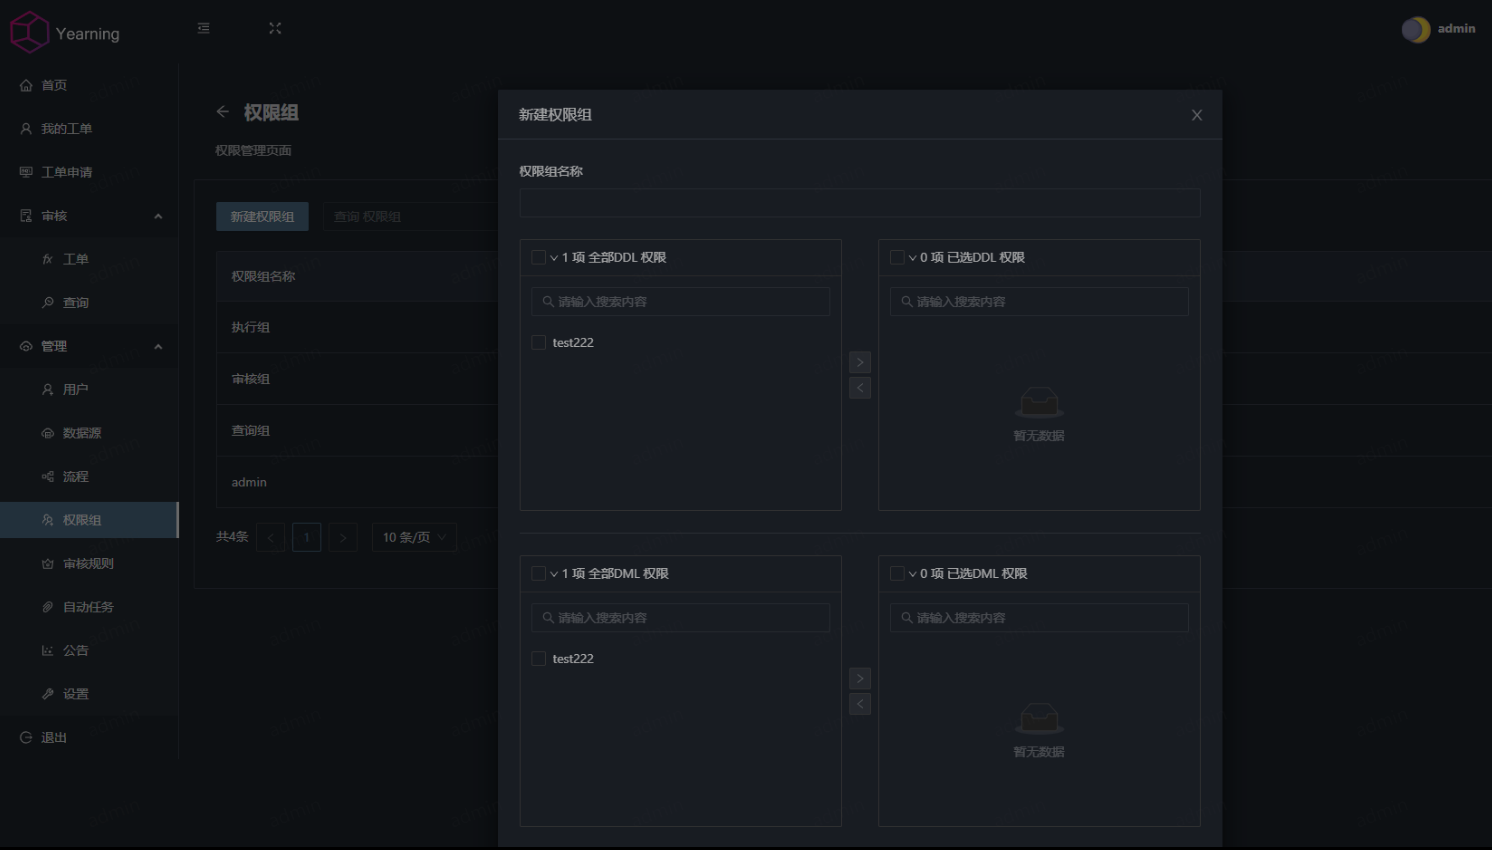 Yearning
admin
首页
我的工单
工单申请
审核
工单
查询
管理
用户
数据源
流程
权限组
审核规则
自动任务
公告
设置
退出
权限组
权限管理页面
新建权限组
查询 权限组
权限组名称
执行组
审核组
查询组
admin
共4条
1
10 条/页
新建权限组
权限组名称
1 项 全部DDL 权限
请输入搜索内容
test222
0 项 已选DDL 权限
请输入搜索内容
暂无数据
1 项 全部DML 权限
请输入搜索内容
test222
0 项 已选DML 权限
请输入搜索内容
暂无数据